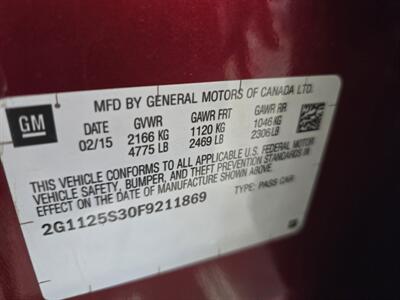 MFD BY GENERAL MOTORS OF CANADA LTD.
GM
DATE GVWR GAWR FRT GAWR RR
02/15 2166 KG 1120 KG 1046 KG
4775 LB 2469 LB 2306 LB
THIS VEHICLE CONFORMS TO ALL APPLICABLE U.S. FEDERAL MOTOR
VEHICLE SAFETY, BUMPER, AND THEFT PREVENTION STANDARDS IN
EFFECT ON THE DATE OF MANUFACTURE SHOWN ABOVE.
2G1125S30F9211869 TYPE: PASS CAR